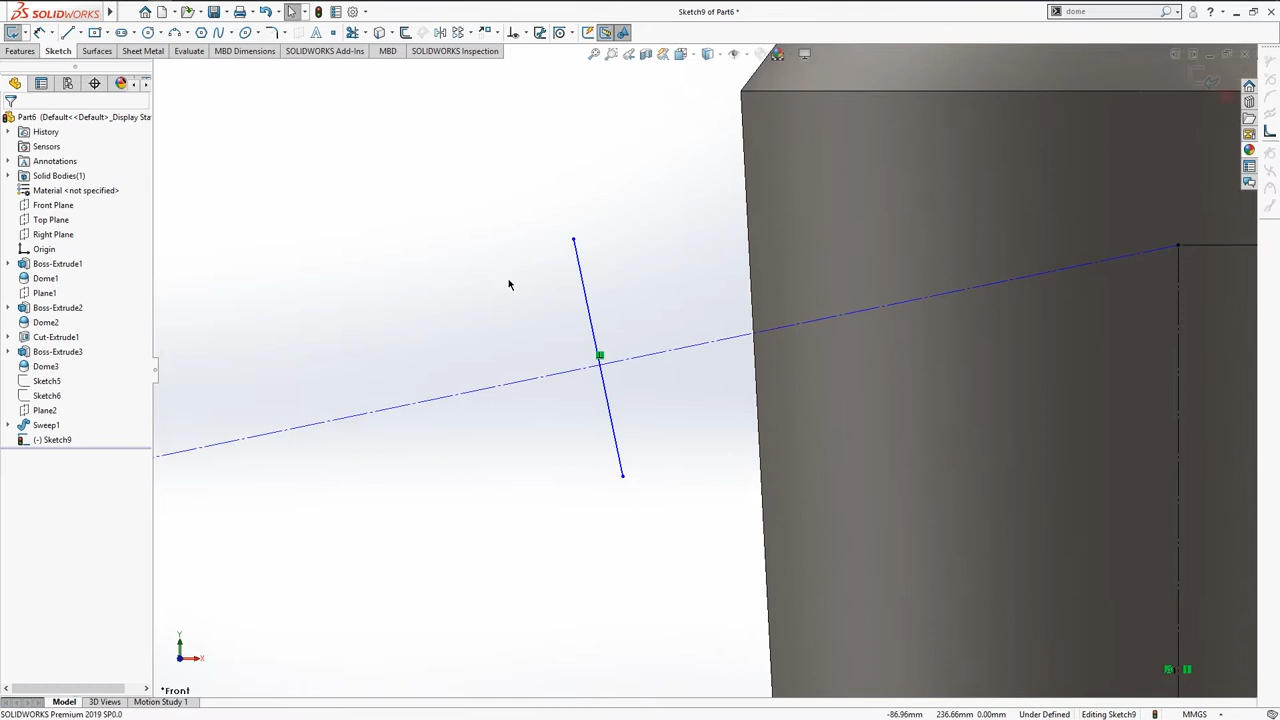 SOLIDWORKS
Sketch9 of Part6 *
dome
Features Sketch Surfaces Sheet Metal Evaluate MBD Dimensions SOLIDWORKS Add-Ins MBD SOLIDWORKS Inspection
Part6 (Default<<Default>_Display Sta
History
Sensors
Annotations
Solid Bodies(1)
Material <not specified>
Front Plane
Top Plane
Right Plane
Origin
Boss-Extrude1
Dome1
Plane1
Boss-Extrude2
Dome2
Cut-Extrude1
Boss-Extrude3
Dome3
Sketch5
Sketch6
Plane2
Sweep1
(-) Sketch9
Y
X
*Front
Model 3D Views Motion Study 1
SOLIDWORKS Premium 2019 SP0.0
-86.96mm 236.66mm 0.00mm Under Defined Editing Sketch9 MMGS